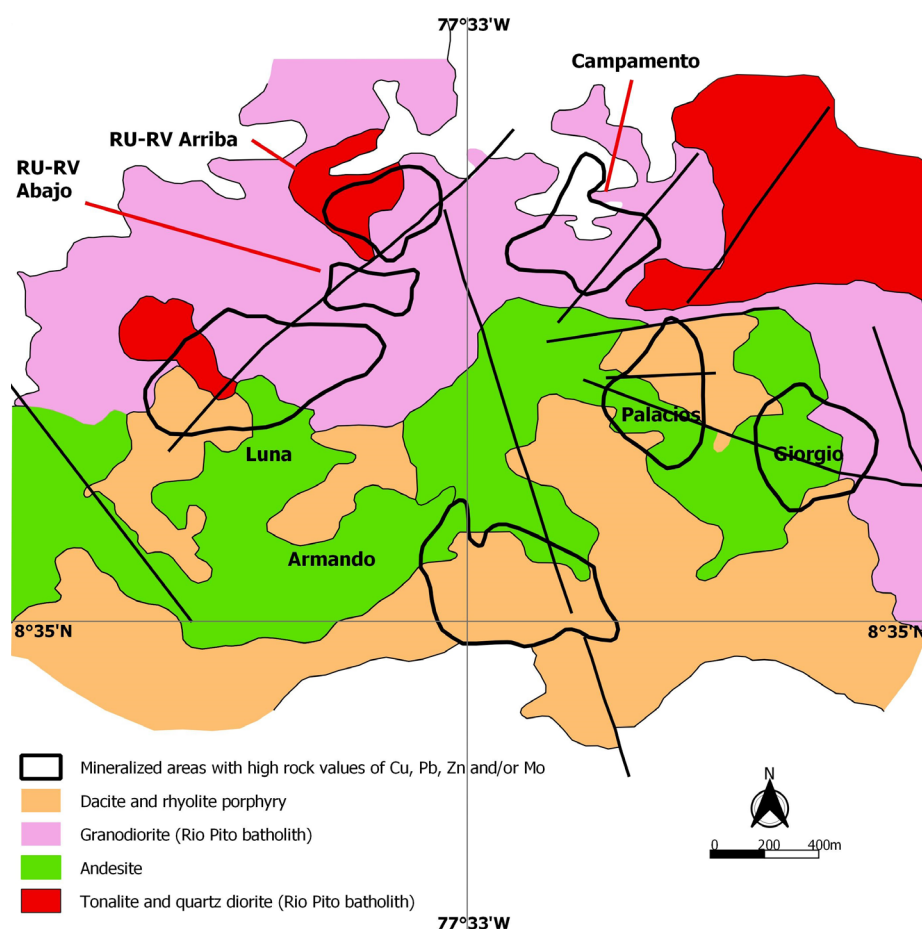 77°33'W
Campamento
RU-RV Arriba
RU-RV
Abajo
Palacios
Luna
Giorgio
Armando
8°35'N
8°35'N
Mineralized areas with high rock values of Cu, Pb, Zn and/or Mo
Dacite and rhyolite porphyry
Granodiorite (Rio Pito batholith)
Andesite
Tonalite and quartz diorite (Rio Pito batholith)
N
0 200 400m
77°33'W